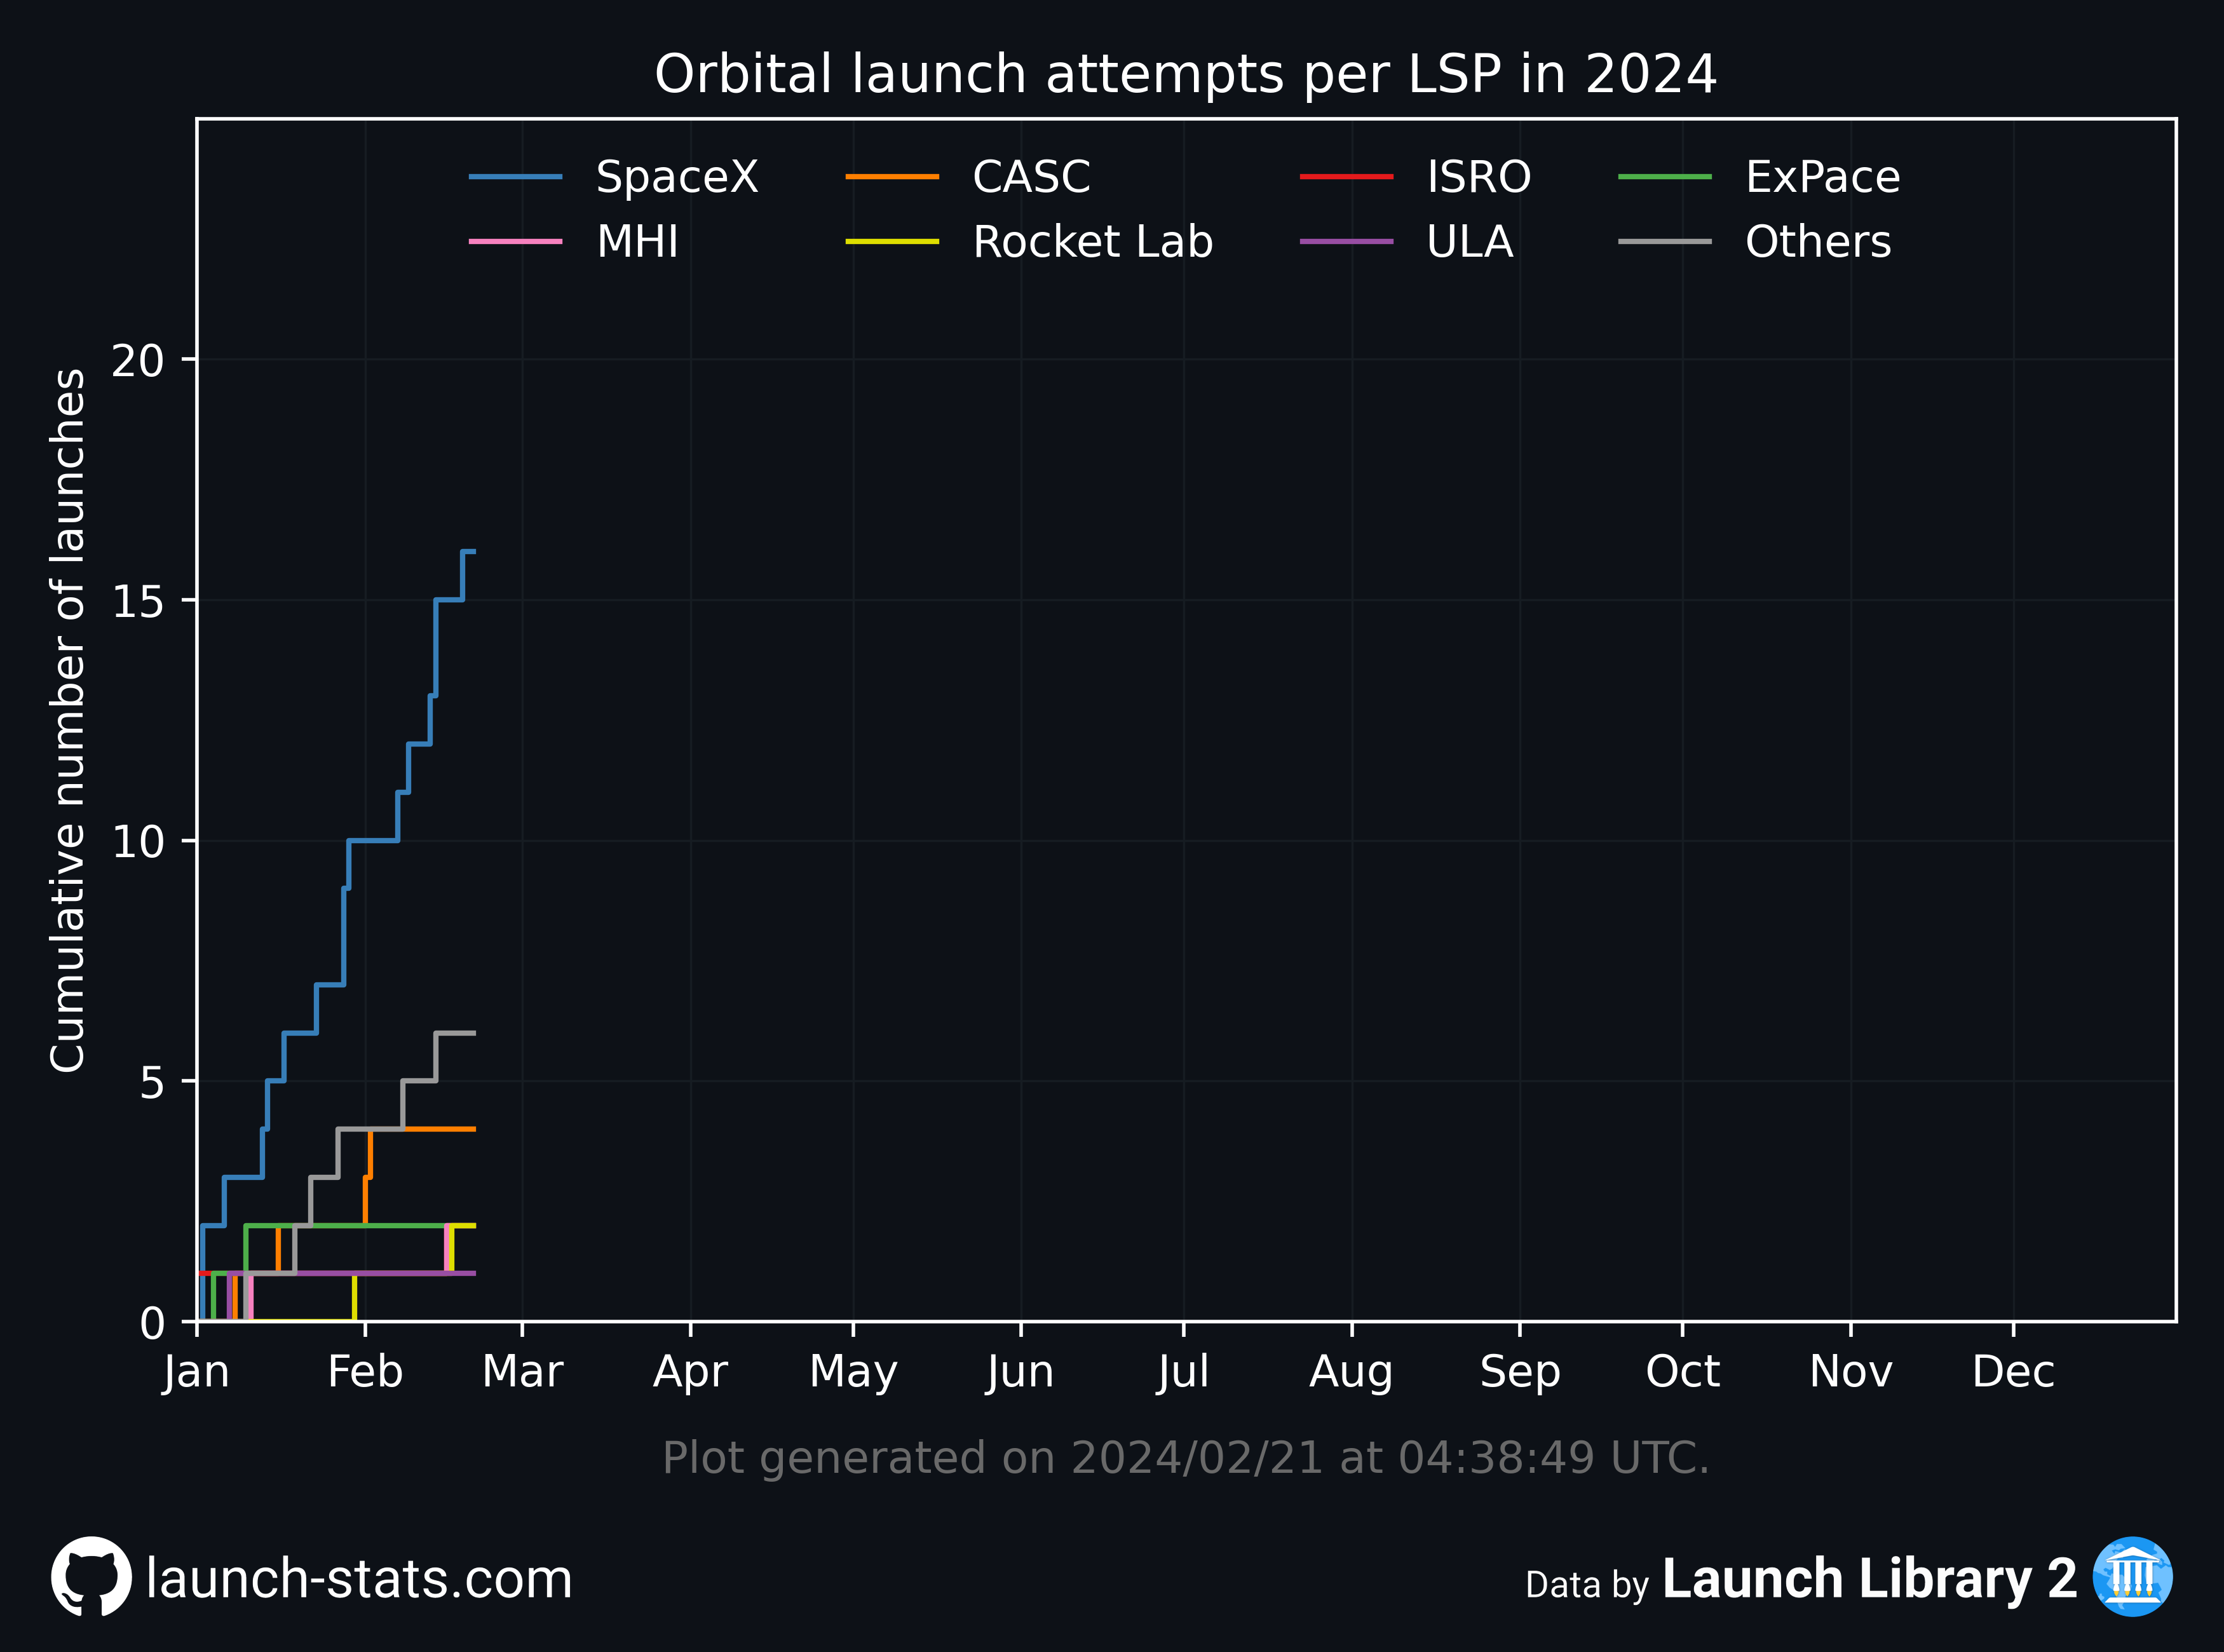 Orbital launch attempts per LSP in 2024
SpaceX CASC ISRO ExPace
MHI Rocket Lab ULA Others
Cumulative number of launches
20
15
10
5
0
Jan Feb Mar Apr May Jun Jul Aug Sep Oct Nov Dec
Plot generated on 2024/02/21 at 04:38:49 UTC.
launch-stats.com
Data by Launch Library 2